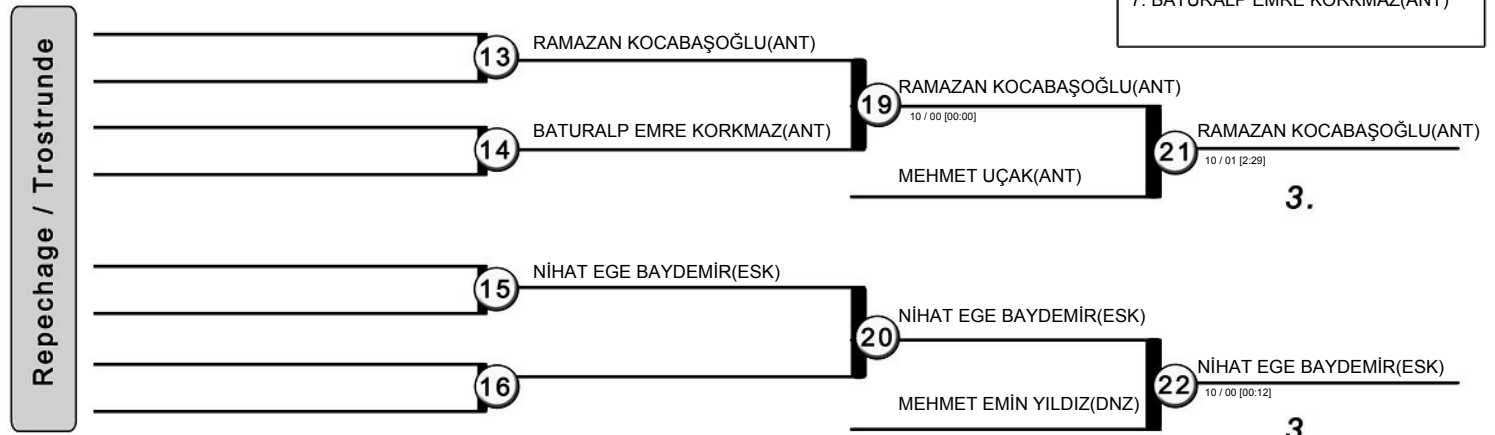 7. BATURALP EMRE KORKMAZ(ANT)
Repechage / Trostrunde
13
RAMAZAN KOCABAŞOĞLU(ANT)
19
RAMAZAN KOCABAŞOĞLU(ANT)
10 / 00 [00:00]
14
BATURALP EMRE KORKMAZ(ANT)
21
RAMAZAN KOCABAŞOĞLU(ANT)
10 / 01 [2:29]
MEHMET UÇAK(ANT)
3.
15
NİHAT EGE BAYDEMİR(ESK)
20
NİHAT EGE BAYDEMİR(ESK)
16
22
NİHAT EGE BAYDEMİR(ESK)
10 / 00 [00:12]
MEHMET EMİN YILDIZ(DNZ)
3